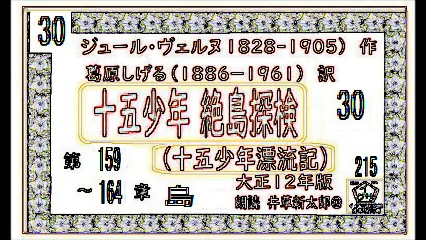 30
ジュール・ヴェルヌ1828-1905) 作
葛原しげる(1886-1961) 訳
十五少年 絶島探検
30
第 159
(十五少年漂流記)
215
～ 164 章 島
大正12年版
朗読 井草新太郎㉚